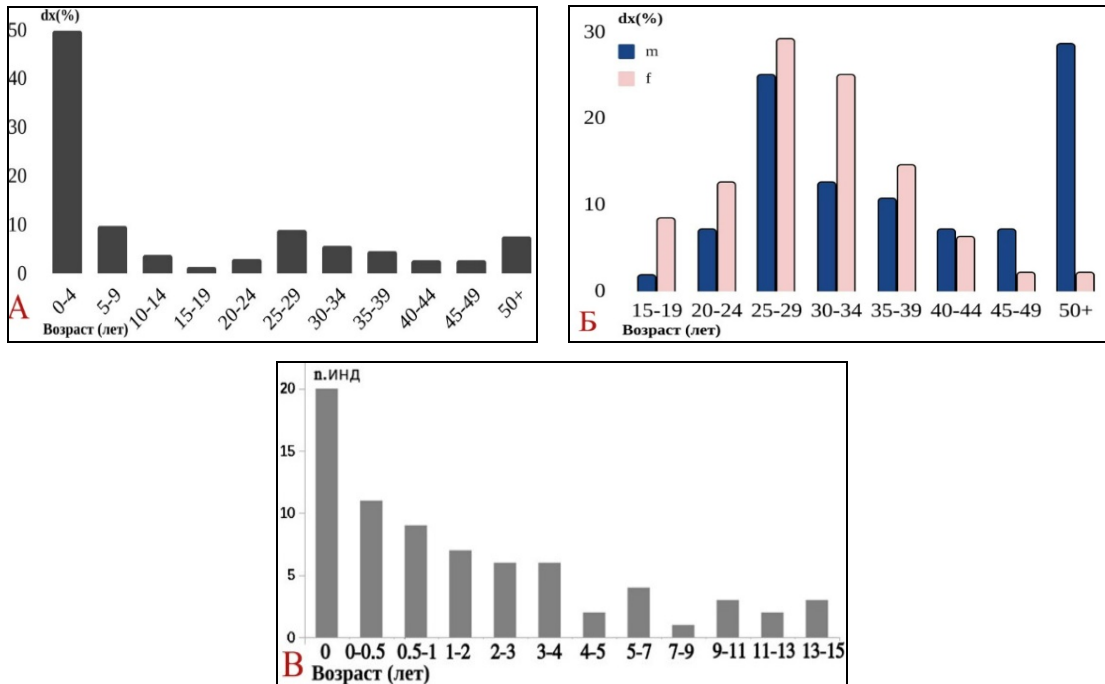 dx(%)
50
40
30
20
10
0
0-4 5-9 10-14 15-19 20-24 25-29 30-34 35-39 40-44 45-49 50+
А
Возраст (лет)
dx(%)
30
m
f
20
10
0
15-19 20-24 25-29 30-34 35-39 40-44 45-49 50+
Б
Возраст (лет)
n.инд
20
15
10
5
0
0 0-0.5 0.5-1 1-2 2-3 3-4 4-5 5-7 7-9 9-11 11-13 13-15
В Возраст (лет)